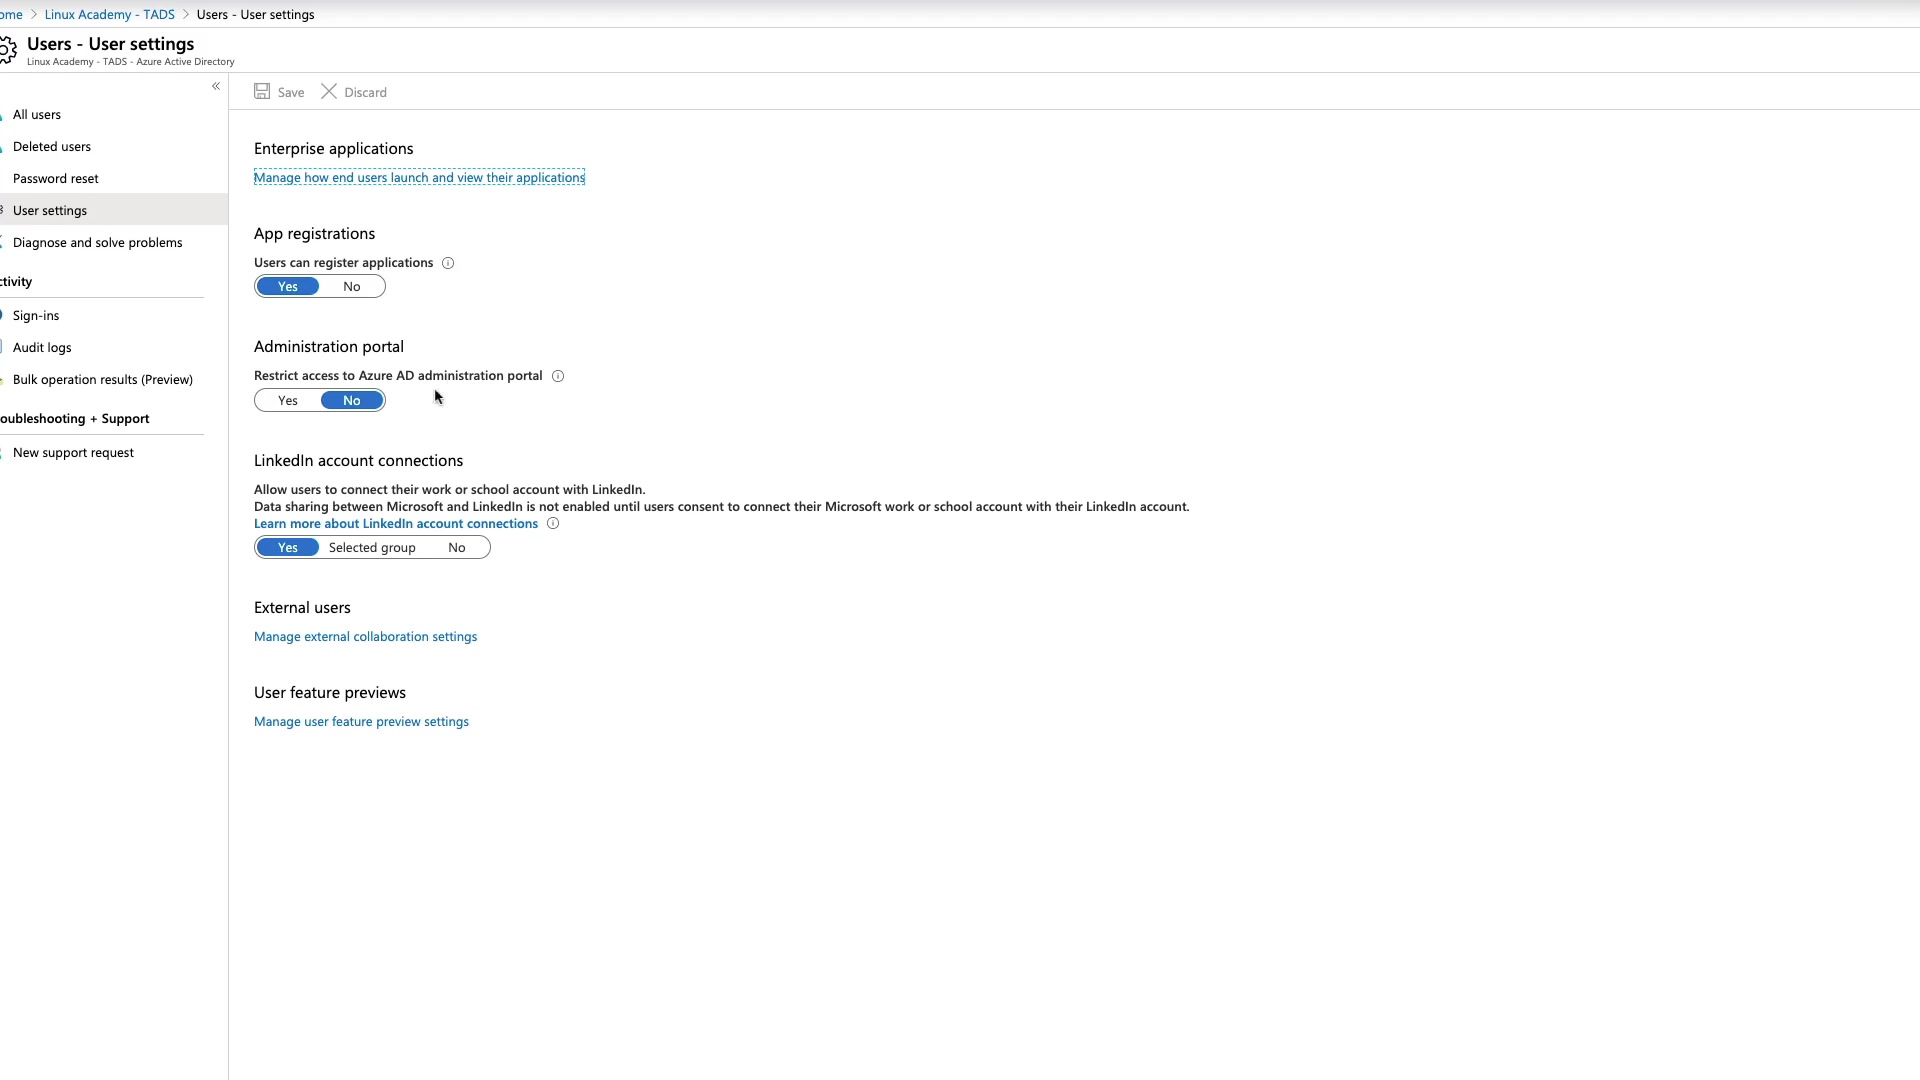 ome > Linux Academy - TADS > Users - User settings
Users - User settings
Linux Academy - TADS - Azure Active Directory
«
Save Discard
All users
Deleted users
Password reset
User settings
Diagnose and solve problems
ctivity
Sign-ins
Audit logs
Bulk operation results (Preview)
oubleshooting + Support
New support request
Enterprise applications
Manage how end users launch and view their applications
App registrations
Users can register applications
Yes No
Administration portal
Restrict access to Azure AD administration portal
Yes No
LinkedIn account connections
Allow users to connect their work or school account with LinkedIn.
Data sharing between Microsoft and LinkedIn is not enabled until users consent to connect their Microsoft work or school account with their LinkedIn account.
Learn more about LinkedIn account connections
Yes Selected group No
External users
Manage external collaboration settings
User feature previews
Manage user feature preview settings